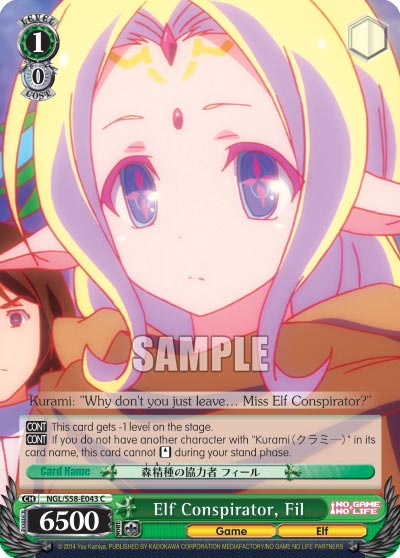 LEVEL
1
0
COST
SAMPLE
Kurami: "Why don't you just leave… Miss Elf Conspirator?"
CONT This card gets -1 level on the stage.
CONT If you do not have another character with "Kurami(クラミー)" in its
card name, this card cannot during your stand phase.
Card Name 森精種の協力者 フィール
CH NGL/S58-E043 C
POWER 6500 Elf Conspirator, Fil NO GAME NO LIFE
Game Elf
© 2014 Yuu Kamiya, PUBLISHED BY KADOKAWA CORPORATION MEDIAFACTORY/NO GAME NO LIFE PARTNERS